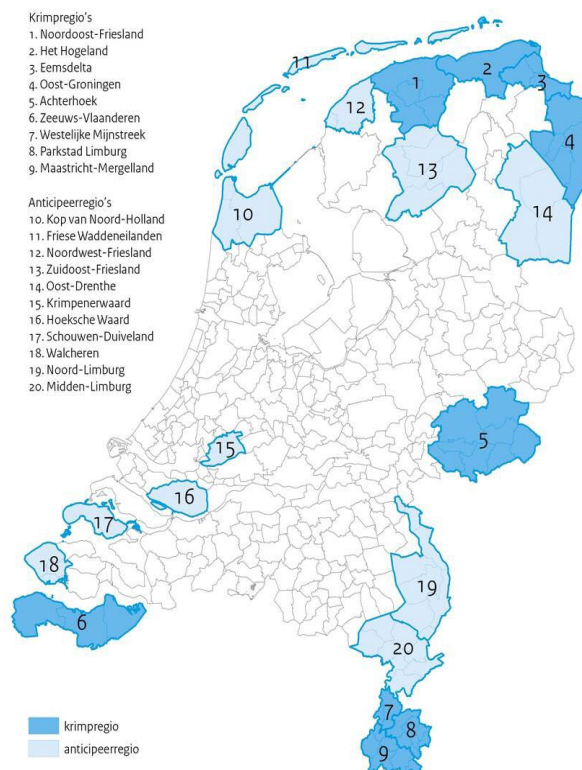 Krimpregio's
1. Noordoost-Friesland
2. Het Hogeland
3. Eemsdelta
4. Oost-Groningen
5. Achterhoek
6. Zeeuws-Vlaanderen
7. Westelijke Mijnstreek
8. Parkstad Limburg
9. Maastricht-Mergelland
Anticipeerregio's
10. Kop van Noord-Holland
11. Friese Waddeneilanden
12. Noordwest-Friesland
13. Zuidoost-Friesland
14. Oost-Drenthe
15. Krimpenerwaard
16. Hoeksche Waard
17. Schouwen-Duiveland
18. Walcheren
19. Noord-Limburg
20. Midden-Limburg
11
1
2
3
12
4
13
10
14
5
15
16
17
18
19
6
20
7
8
9
krimpregio
anticipeerregio